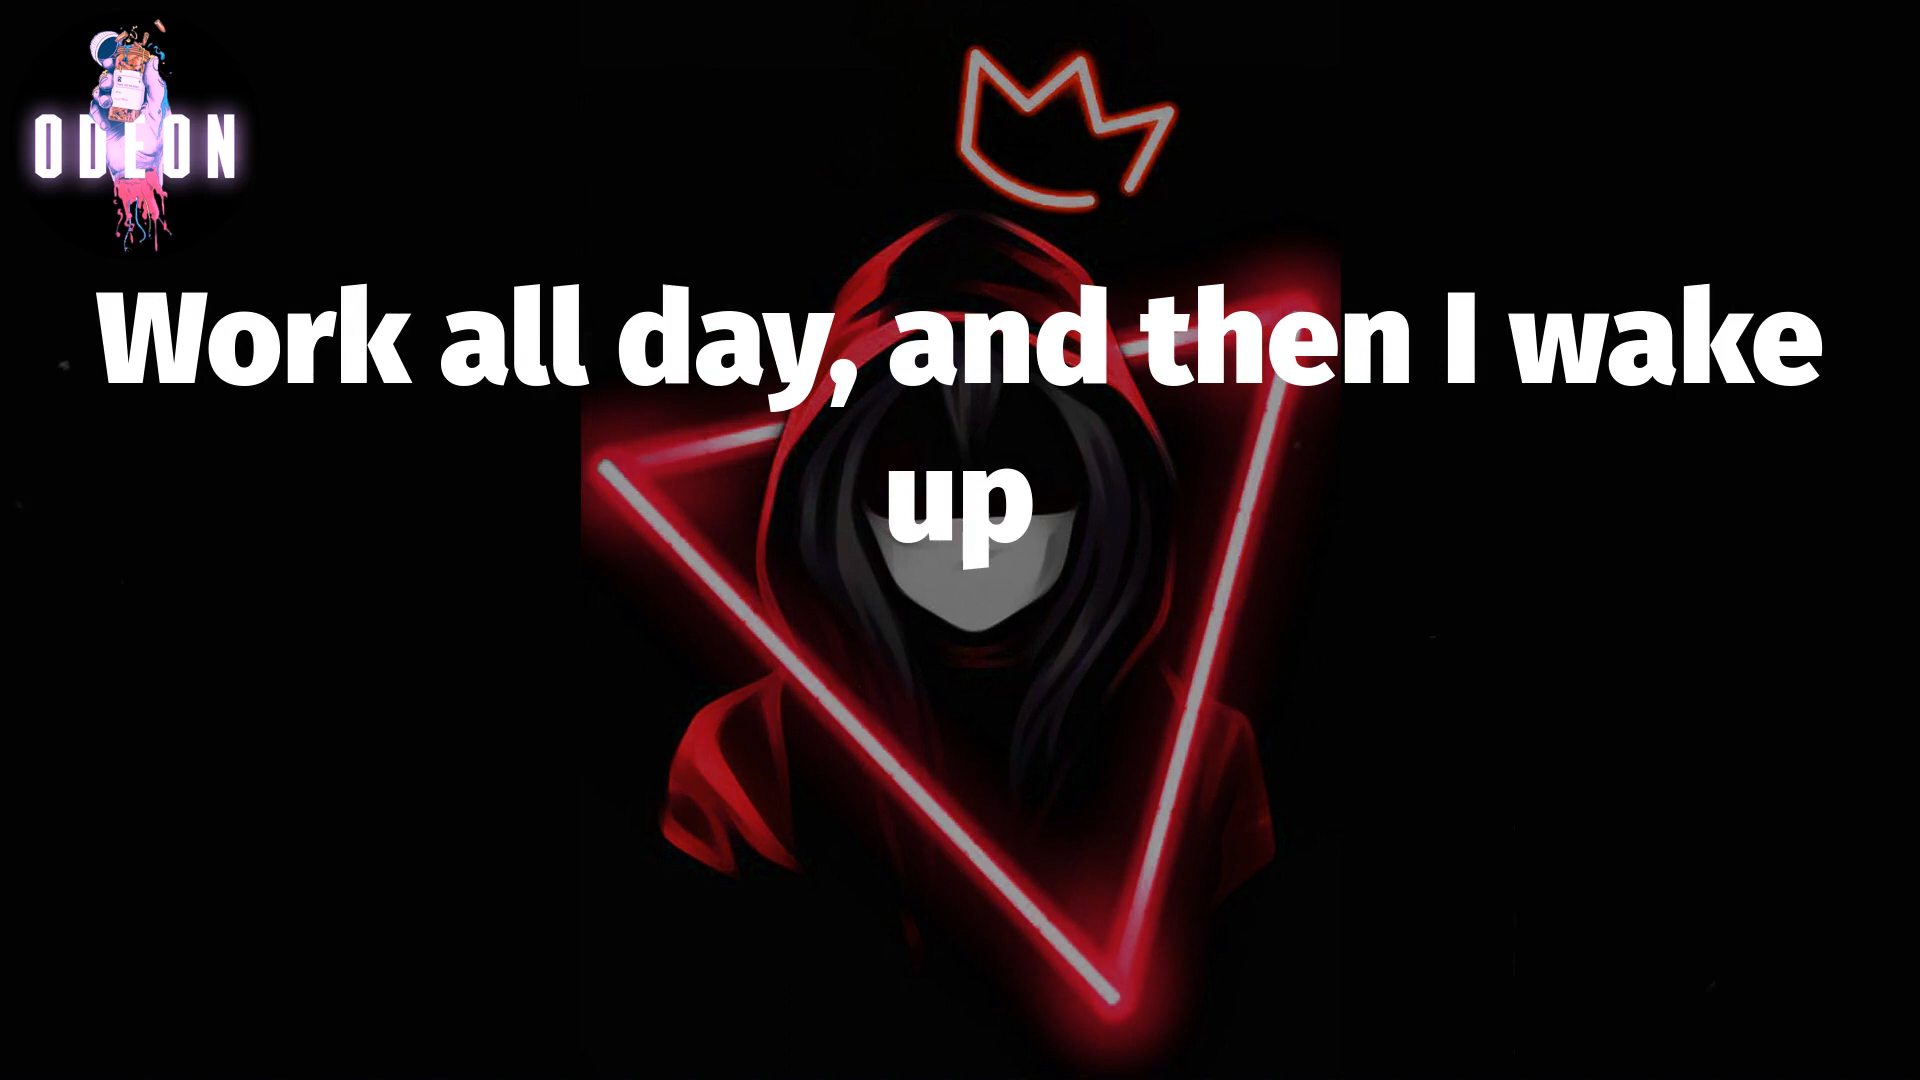 ODEON
Work all day, and then I wake
up